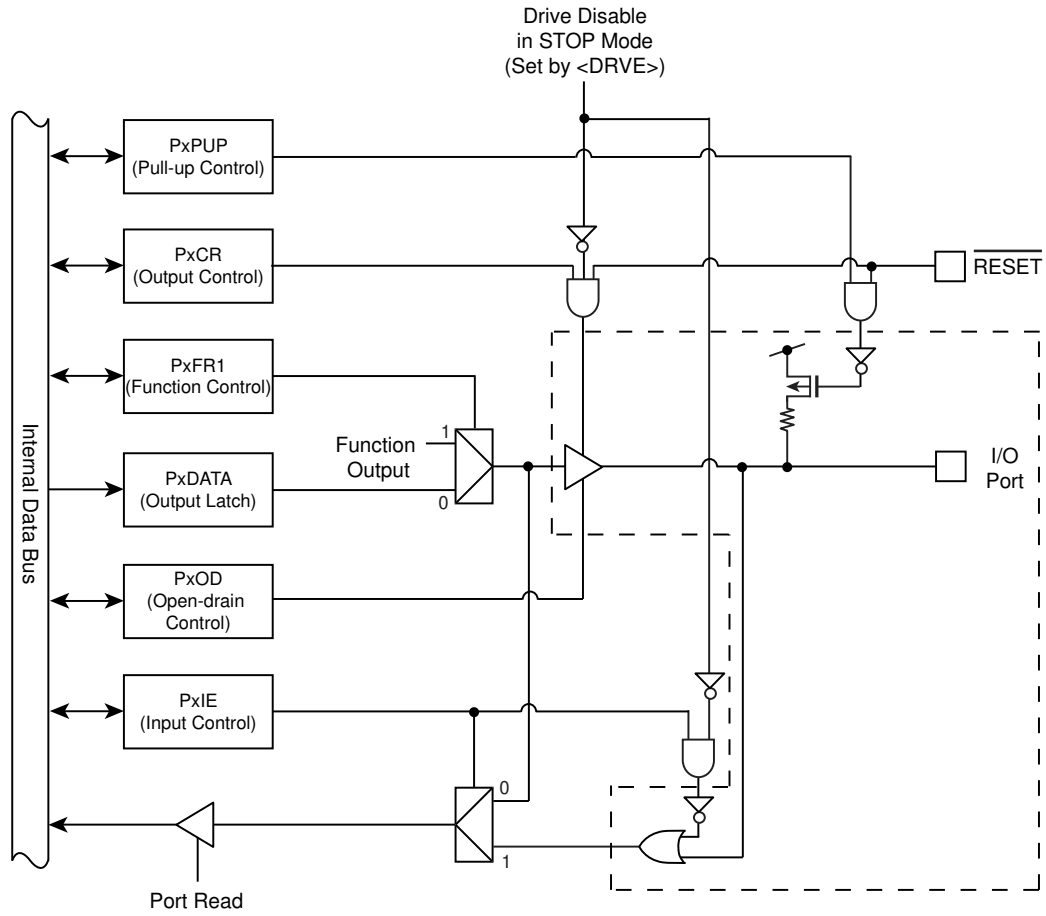 Drive Disable
in STOP Mode
(Set by <DRVE>)
PxPUP
(Pull-up Control)
PxCR
(Output Control)
RESET
PxFR1
(Function Control)
Internal Data Bus
1
Function
Output
0
PxDATA
(Output Latch)
I/O
Port
PxOD
(Open-drain
Control)
PxIE
(Input Control)
0
1
Port Read